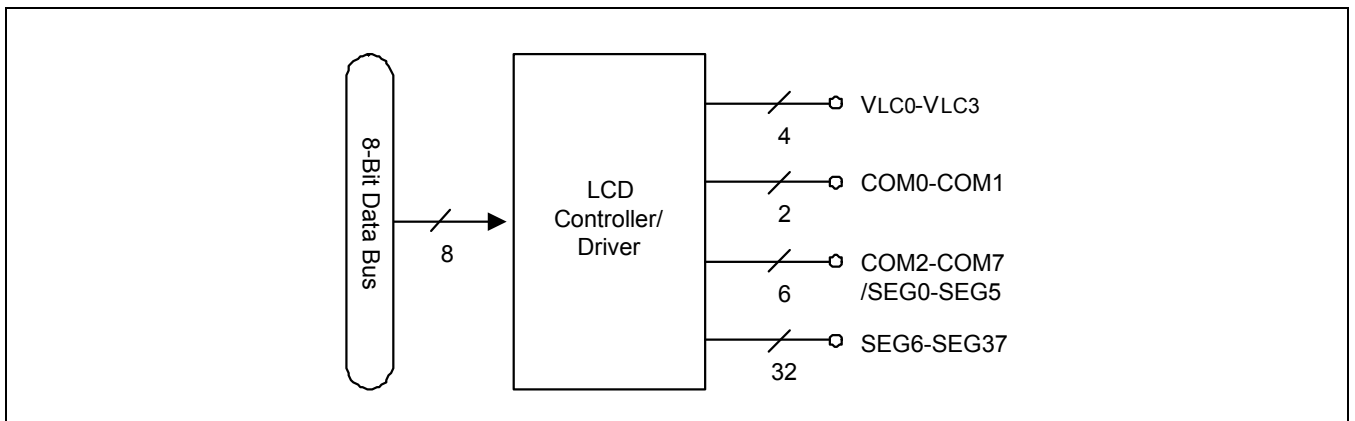 8-Bit Data Bus
8
LCD
Controller/
Driver
VLC0-VLC3
4
COM0-COM1
2
COM2-COM7
/SEG0-SEG5
6
SEG6-SEG37
32